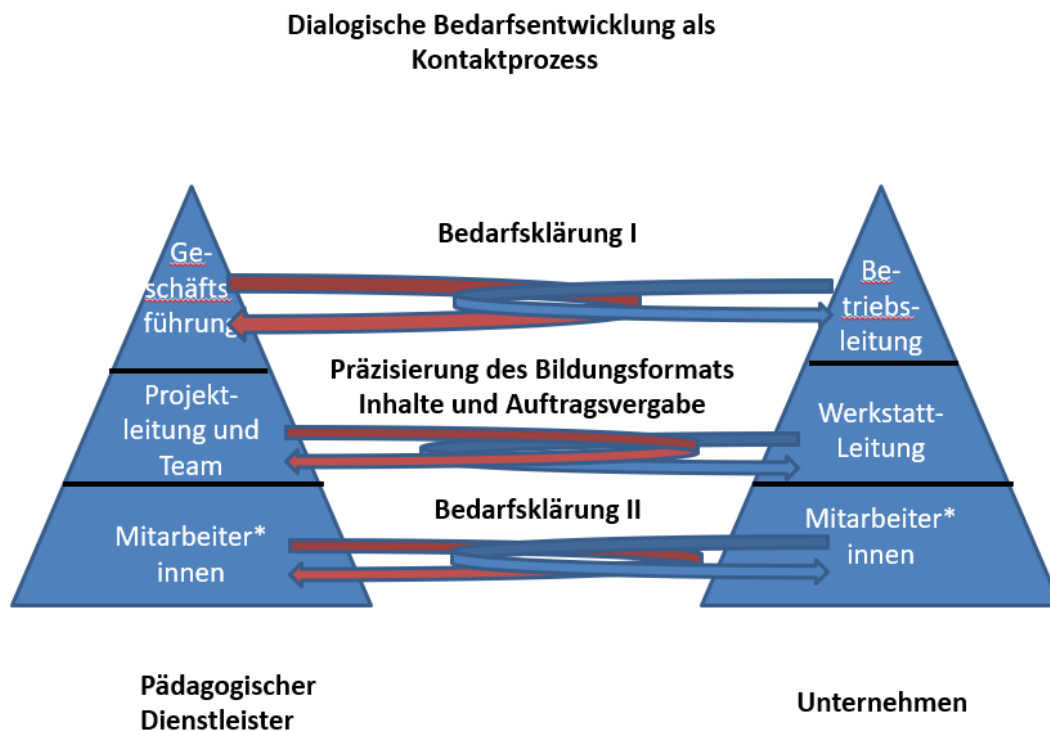 Dialogische Bedarfsentwicklung als
Kontaktprozess
Bedarfsklärung I
Ge-
schäfts
führung
Be-
triebs-
leitung
Präzisierung des Bildungsformats
Inhalte und Auftragsvergabe
Projekt-
leitung und
Team
Werkstatt-
Leitung
Bedarfsklärung II
Mitarbeiter*
innen
Mitarbeiter*
innen
Pädagogischer
Dienstleister
Unternehmen